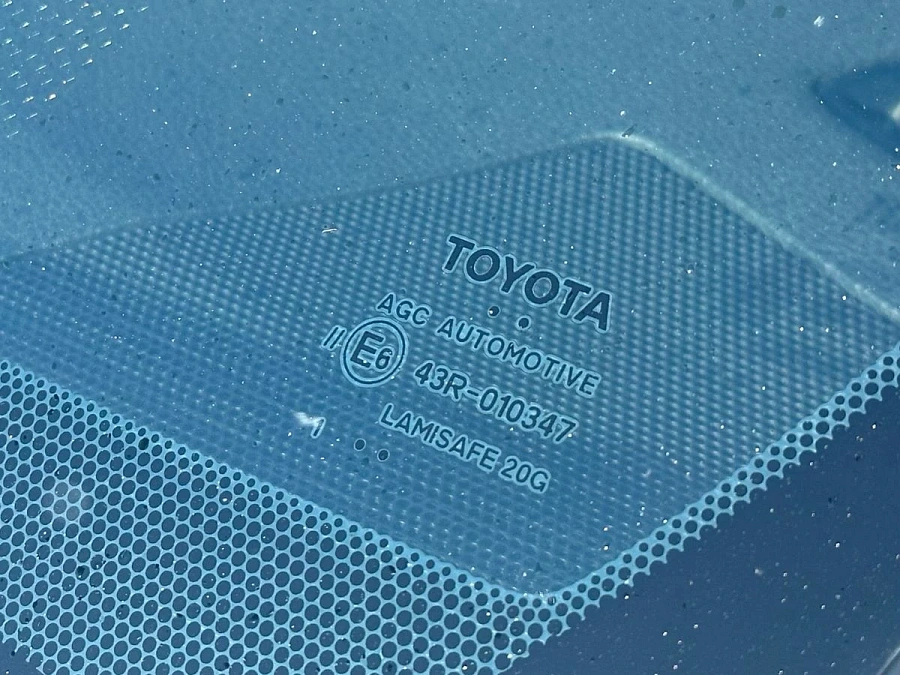 TOYOTA
AGC AUTOMOTIVE
II E6 43R-010347
LAMISAFE 20G